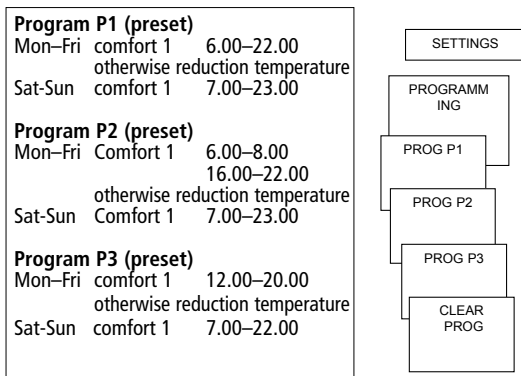 Program P1 (preset)
Mon–Fri comfort 1 6.00–22.00
otherwise reduction temperature
Sat-Sun comfort 1 7.00–23.00
Program P2 (preset)
Mon–Fri Comfort 1 6.00–8.00
16.00–22.00
otherwise reduction temperature
Sat-Sun Comfort 1 7.00–23.00
Program P3 (preset)
Mon–Fri comfort 1 12.00–20.00
otherwise reduction temperature
Sat-Sun comfort 1 7.00–22.00
SETTINGS
PROGRAMM
ING
PROG P1
PROG P2
PROG P3
CLEAR
PROG